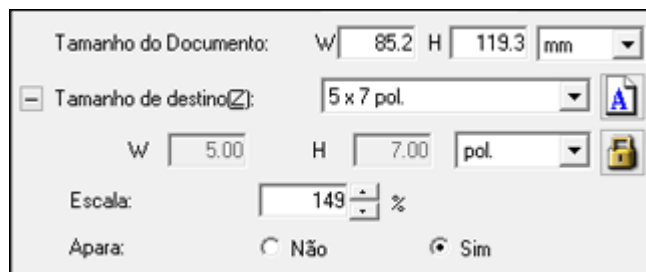 Tamanho do Documento: W 85.2 H 119.3 mm
Tamanho de destino(Z): 5 x 7 pol. A
W 5.00 H 7.00 pol.
Escala: 149 %
Apara: Não Sim